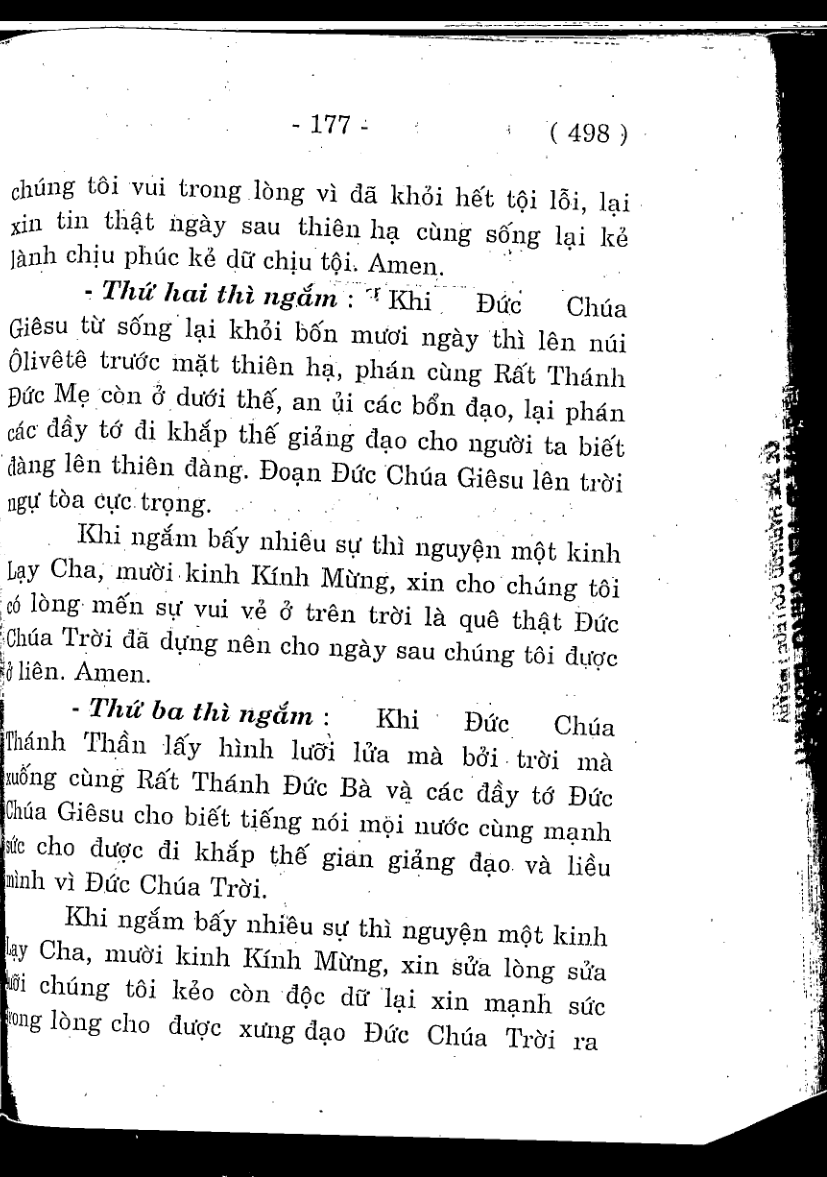 - 177 -
( 498 )
chúng tôi vui trong lòng vì đã khỏi hết tội lỗi, lại
xin tin thật ngày sau thiên hạ cùng sống lại kẻ
lành chịu phúc kẻ dữ chịu tội. Amen.
- Thứ hai thì ngắm : Khi Đức Chúa
Giêsu từ sống lại khỏi bốn mươi ngày thì lên núi
Ôlivêtê trước mặt thiên hạ, phán cùng Rất Thánh
Đức Mẹ còn ở dưới thế, an ủi các bổn đạo, lại phán
các đầy tớ đi khắp thế giảng đạo cho người ta biết
đàng lên thiên đàng. Đoạn Đức Chúa Giêsu lên trời
ngự tòa cực trọng.
Khi ngắm bấy nhiêu sự thì nguyện một kinh
Lạy Cha, mười kinh Kính Mừng, xin cho chúng tôi
có lòng mến sự vui vẻ ở trên trời là quê thật Đức
Chúa Trời đã dựng nên cho ngày sau chúng tôi được
ở liên. Amen.
- Thứ ba thì ngắm : Khi Đức Chúa
Thánh Thần lấy hình lưỡi lửa mà bởi trời mà
xuống cùng Rất Thánh Đức Bà và các đầy tớ Đức
Chúa Giêsu cho biết tiếng nói mọi nước cùng mạnh
sức cho được đi khắp thế gian giảng đạo và liều
mình vì Đức Chúa Trời.
Khi ngắm bấy nhiêu sự thì nguyện một kinh
Lạy Cha, mười kinh Kính Mừng, xin sửa lòng sửa
lưỡi chúng tôi kẻo còn độc dữ lại xin mạnh sức
trong lòng cho được xưng đạo Đức Chúa Trời ra